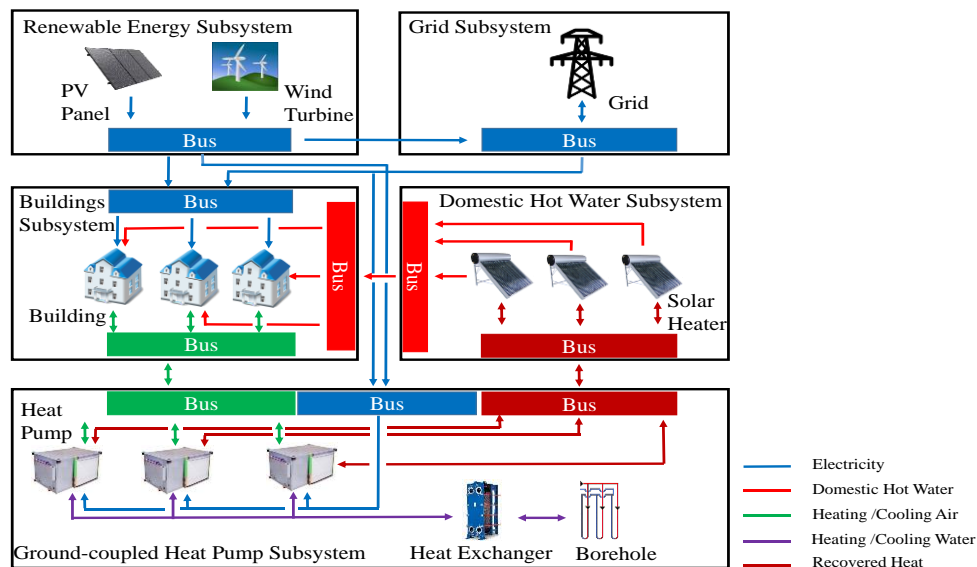 Renewable Energy Subsystem
PV
Panel
Wind
Turbine
Bus
Grid Subsystem
Grid
Bus
Buildings
Subsystem
Bus
Bus
Building
Bus
Domestic Hot Water Subsystem
Bus
Solar
Heater
Bus
Heat
Pump
Bus
Bus
Bus
Ground-coupled Heat Pump Subsystem
Heat Exchanger
Borehole
Electricity
Domestic Hot Water
Heating /Cooling Air
Heating /Cooling Water
Recovered Heat